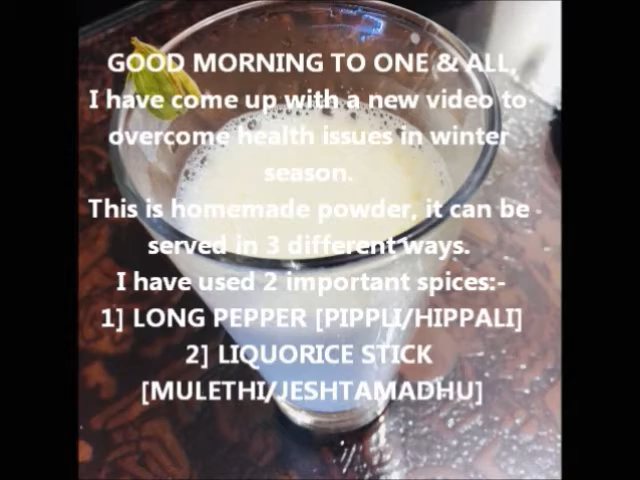 GOOD MORNING TO ONE & ALL,
I have come up with a new video to
overcome health issues in winter
season.
This is homemade powder, it can be
served in 3 different ways.
I have used 2 important spices:-
1] LONG PEPPER [PIPPLI/HIPPALI]
2] LIQUORICE STICK
[MULETHI/JESHTAMADHU]